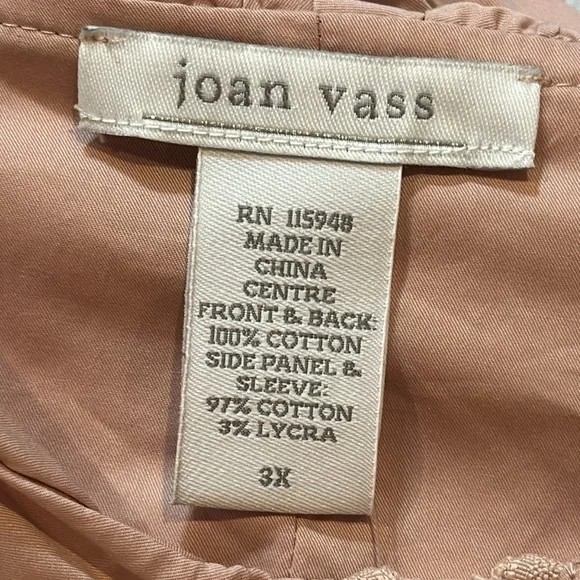 joan vass
RN 115948
MADE IN
CHINA
CENTRE
FRONT & BACK:
100% COTTON
SIDE PANEL &
SLEEVE:
97% COTTON
3% LYCRA
3X